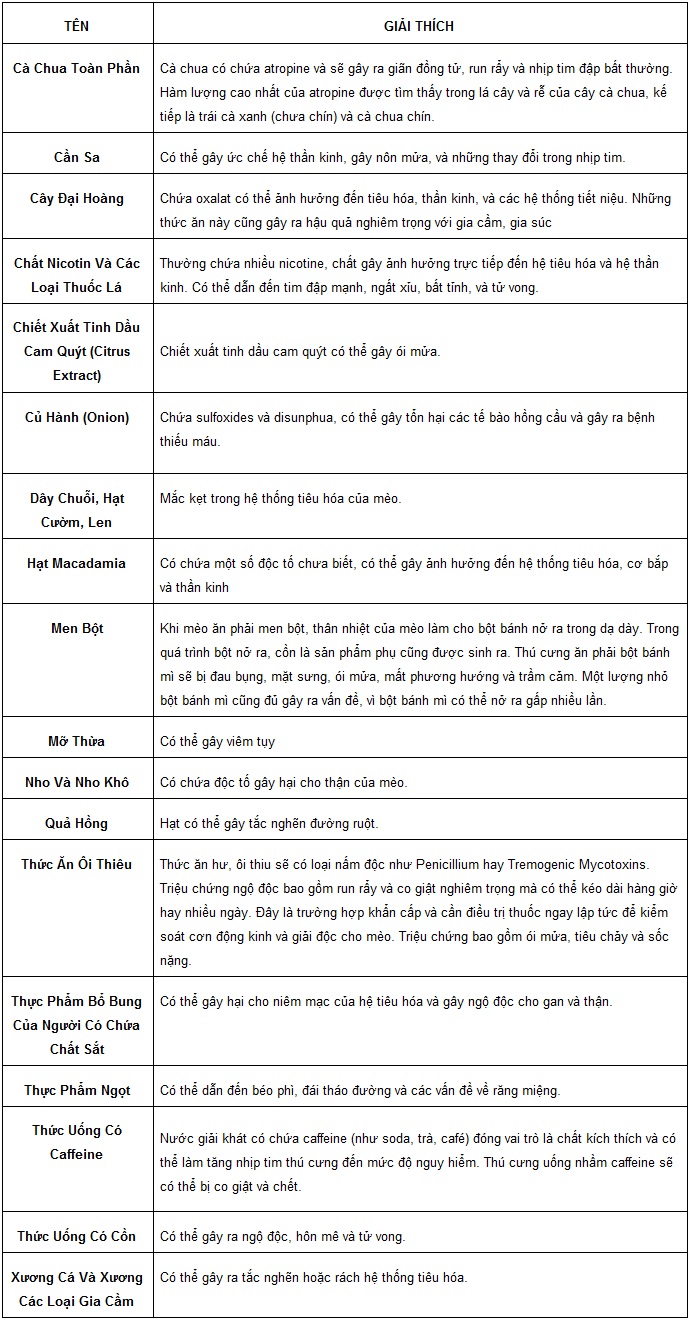 TÊN
GIẢI THÍCH
Cà Chua Toàn Phần
Cà chua có chứa atropine và sẽ gây ra giãn đồng tử, run rẩy và nhịp tim đập bất thường.
Hàm lượng cao nhất của atropine được tìm thấy trong lá cây và rễ của cây cà chua, kế
tiếp là trái cà xanh (chưa chín) và cà chua chín.
Cần Sa
Có thể gây ức chế hệ thần kinh, gây nôn mửa, và những thay đổi trong nhịp tim.
Cây Đại Hoàng
Chứa oxalat có thể ảnh hưởng đến tiêu hóa, thần kinh, và các hệ thống tiết niệu. Những
thức ăn này cũng gây ra hậu quả nghiêm trọng với gia cầm, gia súc
Chất Nicotin Và Các
Loại Thuốc Lá
Thường chứa nhiều nicotine, chất gây ảnh hưởng trực tiếp đến hệ tiêu hóa và hệ thần
kinh. Có thể dẫn đến tim đập mạnh, ngất xỉu, bất tỉnh, và tử vong.
Chiết Xuất Tinh Dầu
Cam Quýt (Citrus
Extract)
Chiết xuất tinh dầu cam quýt có thể gây ói mửa.
Củ Hành (Onion)
Chứa sulfoxides và disunphua, có thể gây tổn hại các tế bào hồng cầu và gây ra bệnh
thiếu máu.
Dây Chuỗi, Hạt
Cườm, Len
Mắc kẹt trong hệ thống tiêu hóa của mèo.
Hạt Macadamia
Có chứa một số độc tố chưa biết, có thể gây ảnh hưởng đến hệ thống tiêu hóa, cơ bắp
và thần kinh
Men Bột
Khi mèo ăn phải men bột, thân nhiệt của mèo làm cho bột bánh nở ra trong dạ dày. Trong
quá trình bột nở ra, cồn là sản phẩm phụ cũng được sinh ra. Thú cưng ăn phải bột bánh
mì sẽ bị đau bụng, mặt sưng, ói mửa, mất phương hướng và trầm cảm. Một lượng nhỏ
bột bánh mì cũng đủ gây ra vấn đề, vì bột bánh mì có thể nở ra gấp nhiều lần.
Mỡ Thừa
Có thể gây viêm tụy
Nho Và Nho Khô
Có chứa độc tố gây hại cho thận của mèo.
Quả Hồng
Hạt có thể gây tắc nghẽn đường ruột.
Thức Ăn Ôi Thiêu
Thức ăn hư, ôi thiu sẽ có loại nấm độc như Penicillium hay Tremogenic Mycotoxins.
Triệu chứng ngộ độc bao gồm run rẩy và co giật nghiêm trọng mà có thể kéo dài hàng giờ
hay nhiều ngày. Đây là trường hợp khẩn cấp và cần điều trị thuốc ngay lập tức để kiểm
soát cơn động kinh và giải độc cho mèo. Triệu chứng bao gồm ói mửa, tiêu chảy và sốc
nặng.
Thực Phẩm Bổ Bung
Của Người Có Chứa
Chất Sắt
Có thể gây hại cho niêm mạc của hệ tiêu hóa và gây ngộ độc cho gan và thận.
Thực Phẩm Ngọt
Có thể dẫn đến béo phì, đái tháo đường và các vấn đề về răng miệng.
Thức Uống Có
Caffeine
Nước giải khát có chứa caffeine (như soda, trà, café) đóng vai trò là chất kích thích và có
thể làm tăng nhịp tim thú cưng đến mức độ nguy hiểm. Thú cưng uống nhầm caffeine sẽ
có thể bị co giật và chết.
Thức Uống Có Cồn
Có thể gây ra ngộ độc, hôn mê và tử vong.
Xương Cá Và Xương
Các Loại Gia Cầm
Có thể gây ra tắc nghẽn hoặc rách hệ thống tiêu hóa.